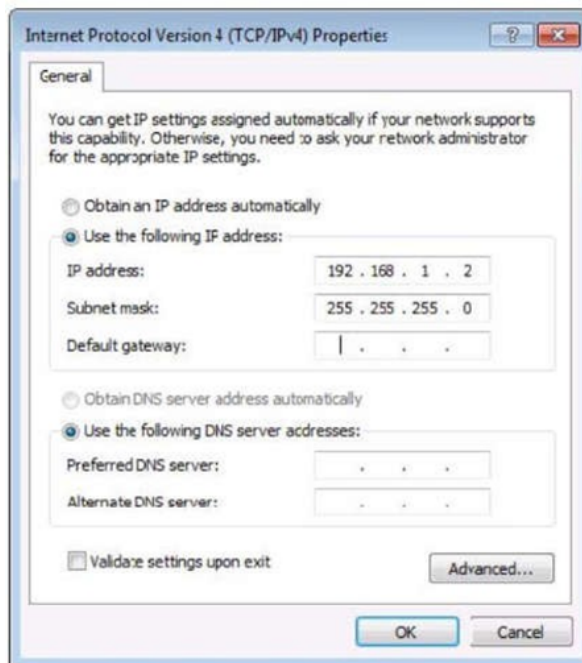 Internet Protocol Version 4 (TCP/IPv4) Properties
General
You can get IP settings assigned automatically if your network supports
this capability. Otherwise, you need to ask your network administrator
for the appropriate IP settings.
Obtain an IP address automatically
Use the following IP address:
IP address: 192 . 168 . 1 . 2
Subnet mask: 255 . 255 . 255 . 0
Default gateway: . . .
Obtain DNS server address automatically
Use the following DNS server addresses:
Preferred DNS server: . . .
Alternate DNS server: . . .
Validate settings upon exit
Advanced...
OK Cancel